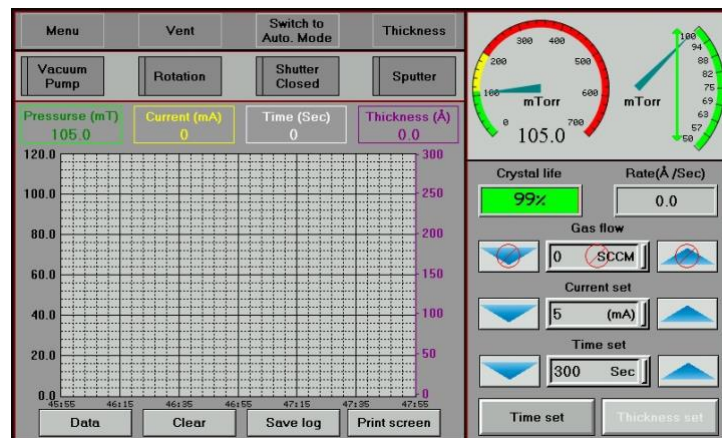 Menu
Vent
Switch to
Auto. Mode
Thickness
Vacuum
Pump
Rotation
Shutter
Closed
Sputter
Pressurse (mT)
105.0
Current (mA)
0
Time (Sec)
0
Thickness (Å)
0.0
120.0
100.0
80.0
60.0
40.0
20.0
0.0
300
250
200
150
100
50
0
45:55
46:15
46:35
46:55
47:15
47:35
47:55
Data
Clear
Save log
Print screen
0
100
200
300
400
500
600
700
mTorr
105.0
100
94
88
82
75
69
63
57
50
mTorr
Crystal life
99%
Rate(Å/Sec)
0.0
Gas flow
0 SCCM
Current set
5 (mA)
Time set
300 Sec
Time set
Thickness set